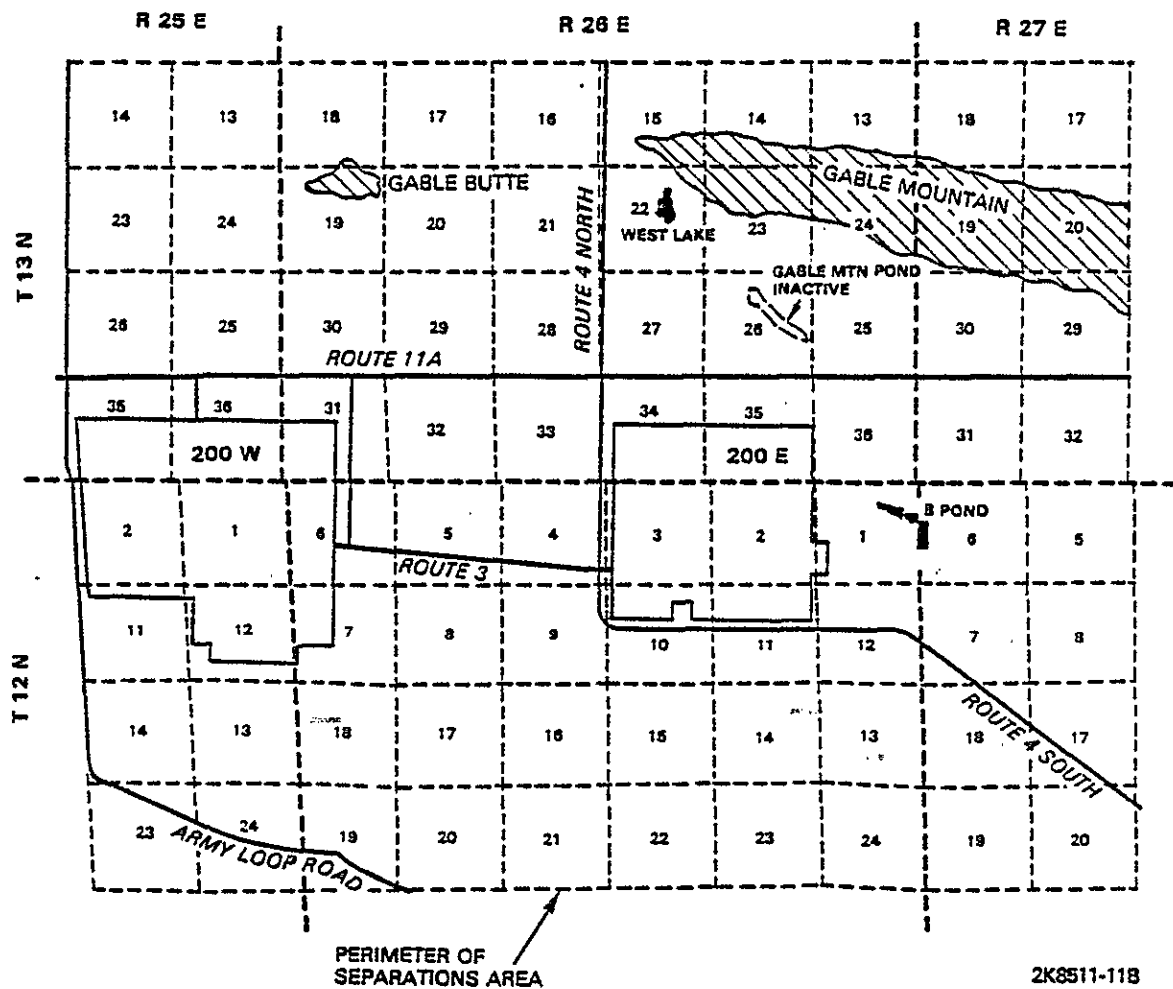 R 25 E R 26 E R 27 E
14 13 18 17 16 15 14 13 18 17
GABLE BUTTE
GABLE MOUNTAIN
23 24 19 20 21 22 23 24 19 20
WEST LAKE
T 13 N
ROUTE 4 NORTH
GABLE MTN POND
INACTIVE
26 25 30 29 28 27 26 25 30 29
ROUTE 11A
35 36 31 32 33 34 35 36 31 32
200 W 200 E
B POND
2 1 6 5 4 3 2 1 6 5
ROUTE 3
11 12 7 8 9 10 11 12 7 8
T 12 N
14 13 18 17 16 15 14 13 18 17
ROUTE 4 SOUTH
23 24 19 20 21 22 23 24 19 20
ARMY LOOP ROAD
PERIMETER OF
SEPARATIONS AREA
2K8511-11B